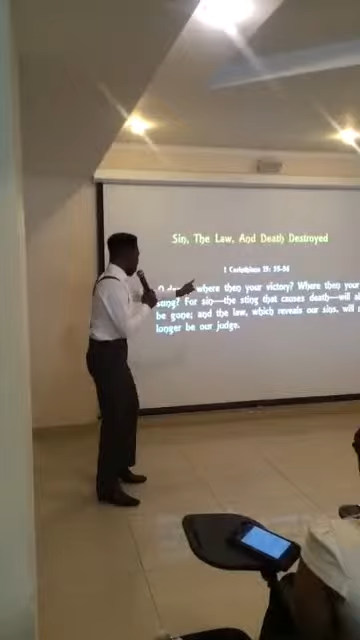 Sin, The Law, And Death Destroyed
1 Corinthians 15: 55-56
O where then your victory? Where then your
sting? For sin—the sting that causes death—will
be gone; and the law, which reveals our sins, will
longer be our judge.